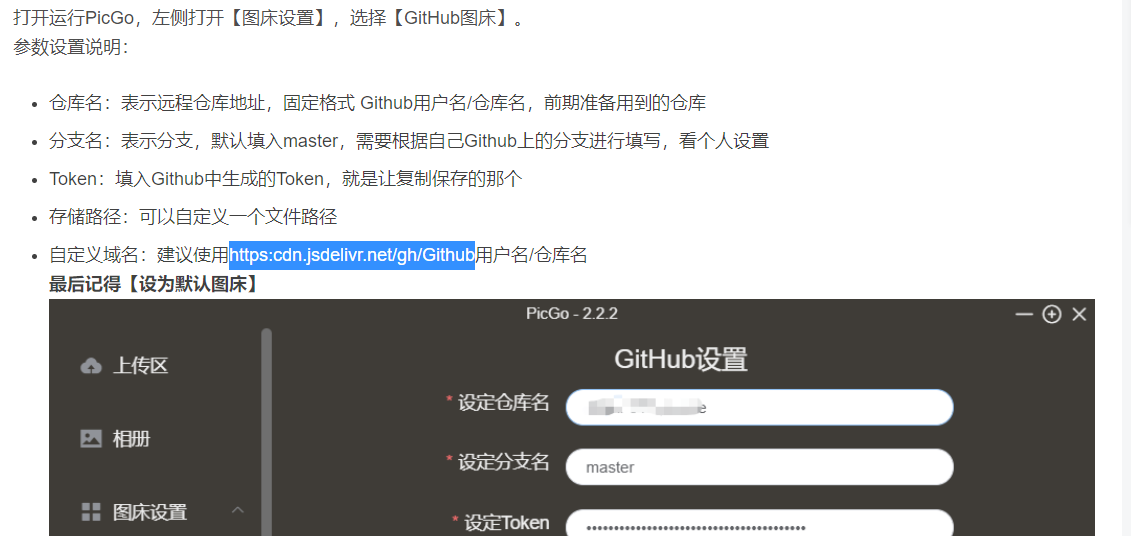 打开运行PicGo，左侧打开【图床设置】，选择【GitHub图床】。
参数设置说明：
仓库名：表示远程仓库地址，固定格式 Github用户名/仓库名，前期准备用到的仓库
分支名：表示分支，默认填入master，需要根据自己Github上的分支进行填写，看个人设置
Token：填入Github中生成的Token，就是让复制保存的那个
存储路径：可以自定义一个文件路径
自定义域名：建议使用https:cdn.jsdelivr.net/gh/Github用户名/仓库名
最后记得【设为默认图床】
PicGo - 2.2.2
GitHub设置
上传区
* 设定仓库名
相册
* 设定分支名 master
图床设置
* 设定Token